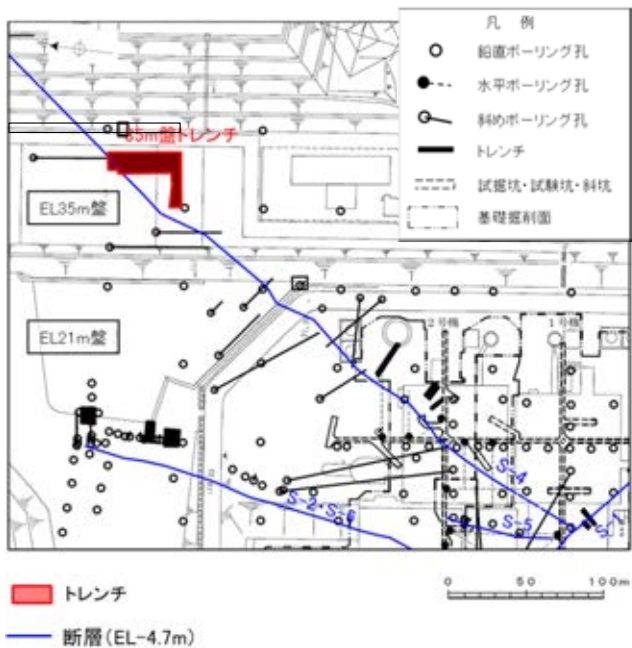 凡 例
鉛直ボーリング孔
水平ボーリング孔
斜めボーリング孔
トレンチ
試掘坑・試験坑・斜坑
基礎掘削面
35m盤トレンチ
EL35m盤
EL21m盤
2号機
1号機
S-4
S-2・S-6
S-5
S-1
0 50 100m
トレンチ
断層(EL-4.7m)